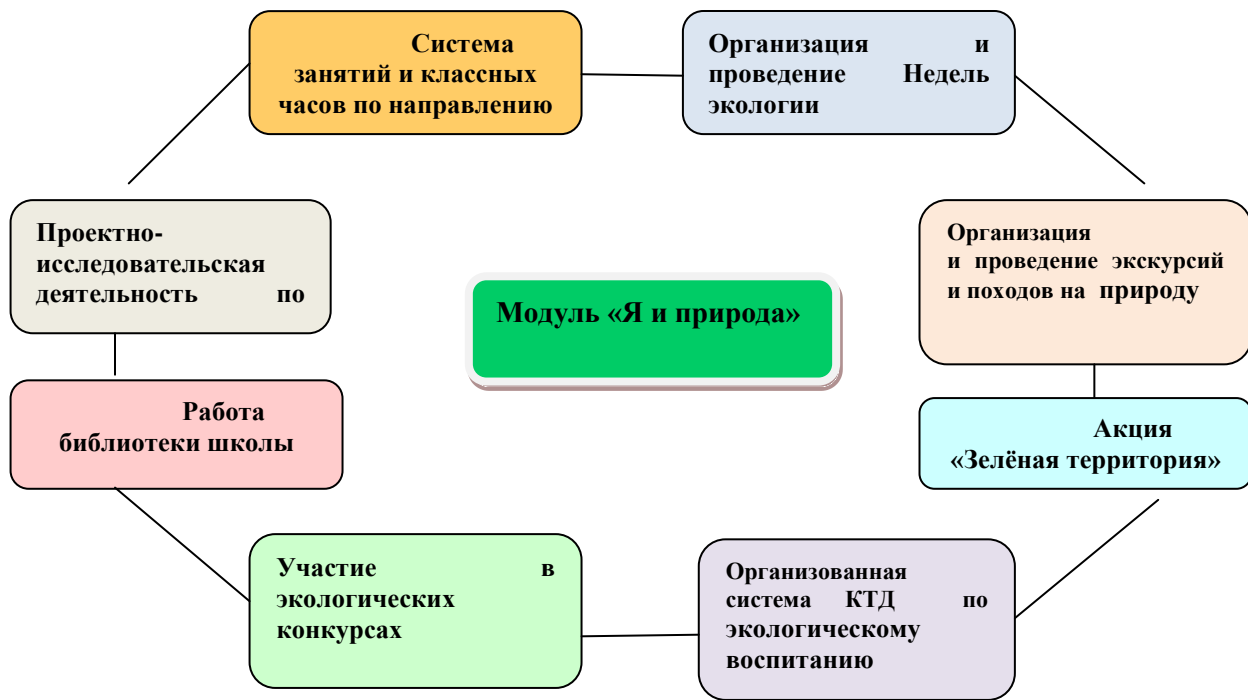 Система
занятий и классных
часов по направлению
Организация и
проведение Недель
экологии
Проектно-
исследовательская
деятельность по
Организация
и проведение экскурсий
и походов на природу
Модуль «Я и природа»
Работа
библиотеки школы
Акция
«Зелёная территория»
Участие в
экологических
конкурсах
Организованная
система КТД по
экологическому
воспитанию